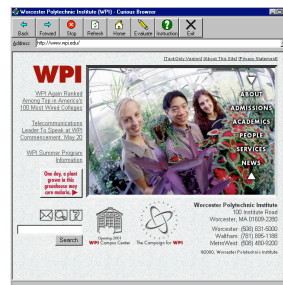 Worcester Polytechnic Institute (WPI) - Curious Browser
Back Forward Stop Refresh Home Evaluate Instruction Exit
Address http://www.wpi.edu/
[Text Only Version] [About This Site] [Privacy Statement]
WPI
WPI Again Ranked
Among Top in America's
100 Most Wired Colleges
Telecommunications
Leader To Speak at WPI
Commencement, May 20
WPI Summer Program
Information
One day, a plant
grown in this
greenhouse may
cure malaria.
ABOUT
ADMISSIONS
ACADEMICS
PEOPLE
SERVICES
NEWS
Search
Opening 2001
WPI Campus Center
The Campaign for WPI
Worcester Polytechnic Institute
100 Institute Road
Worcester, MA 01609-2280
Worcester: (508) 831-5000
Waltham: (781) 895-1188
MetroWest: (508) 480-9200
©2000, Worcester Polytechnic Institute